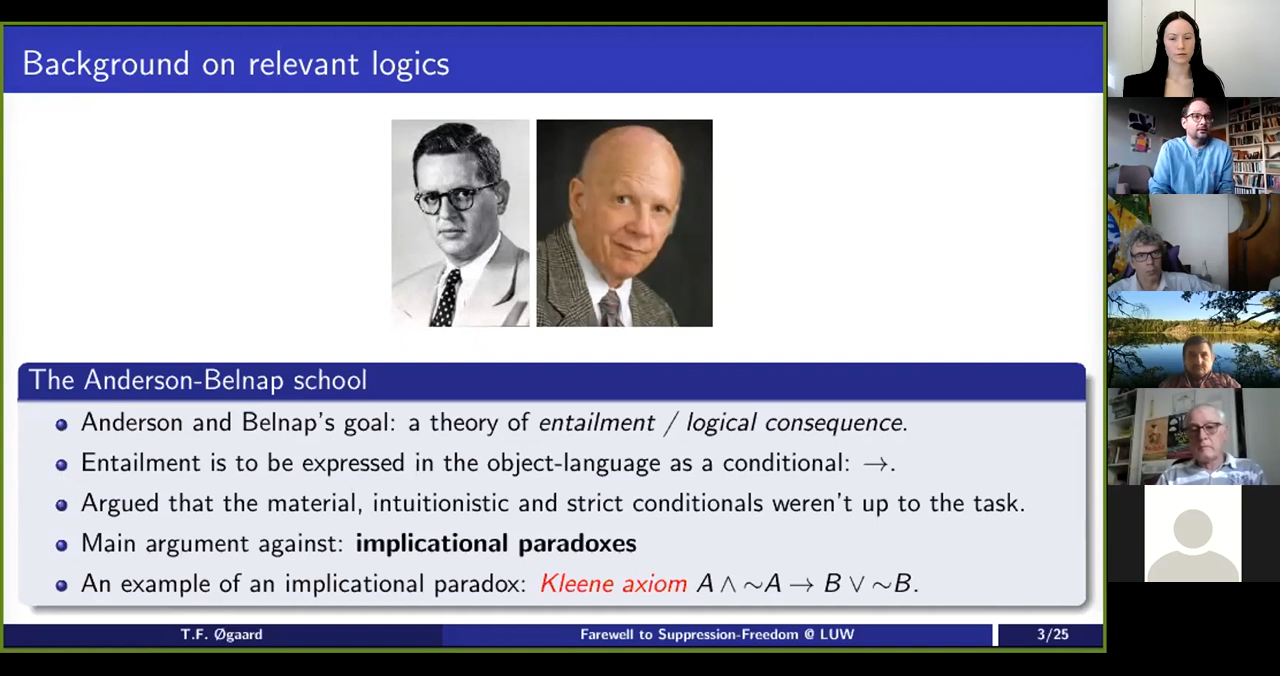 Background on relevant logics
The Anderson-Belnap school
Anderson and Belnap's goal: a theory of entailment / logical consequence.
Entailment is to be expressed in the object-language as a conditional: →.
Argued that the material, intuitionistic and strict conditionals weren't up to the task.
Main argument against: implicational paradoxes
An example of an implicational paradox: Kleene axiom A ∧ ∼A → B ∨ ∼B.
T.F. Øgaard
Farewell to Suppression-Freedom @ LUW
3/25